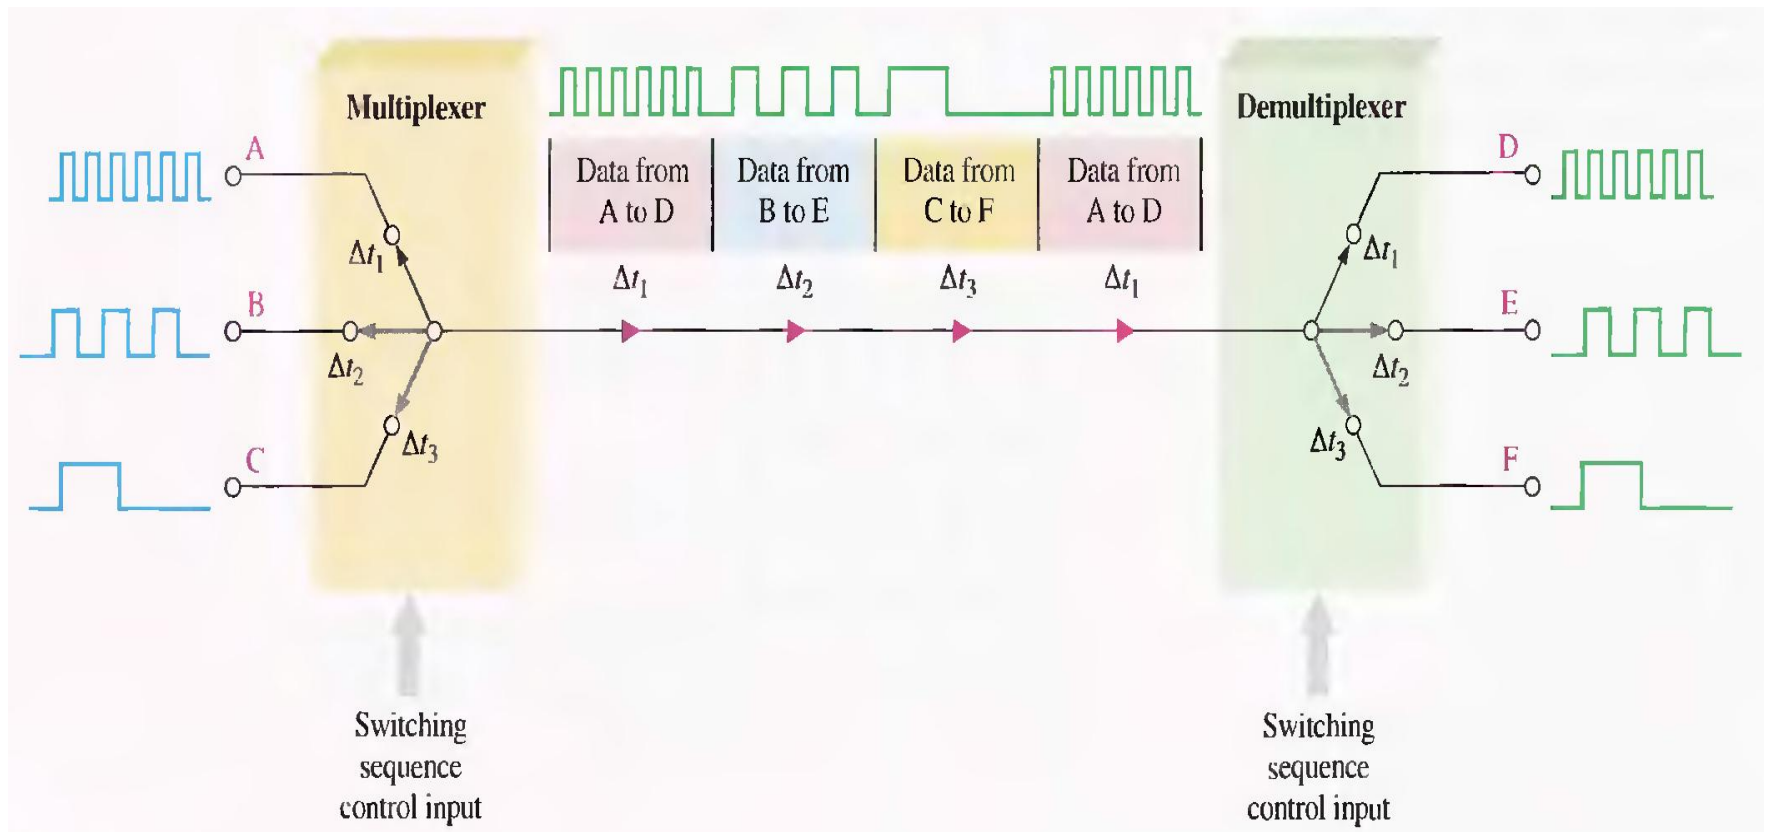 Multiplexer
Demultiplexer
A
D
Data from
A to D
Data from
B to E
Data from
C to F
Data from
A to D
Δt₁
Δt₁
Δt₁
Δt₂
Δt₃
Δt₁
B
E
Δt₂
Δt₂
Δt₃
Δt₃
C
F
Switching
sequence
control input
Switching
sequence
control input